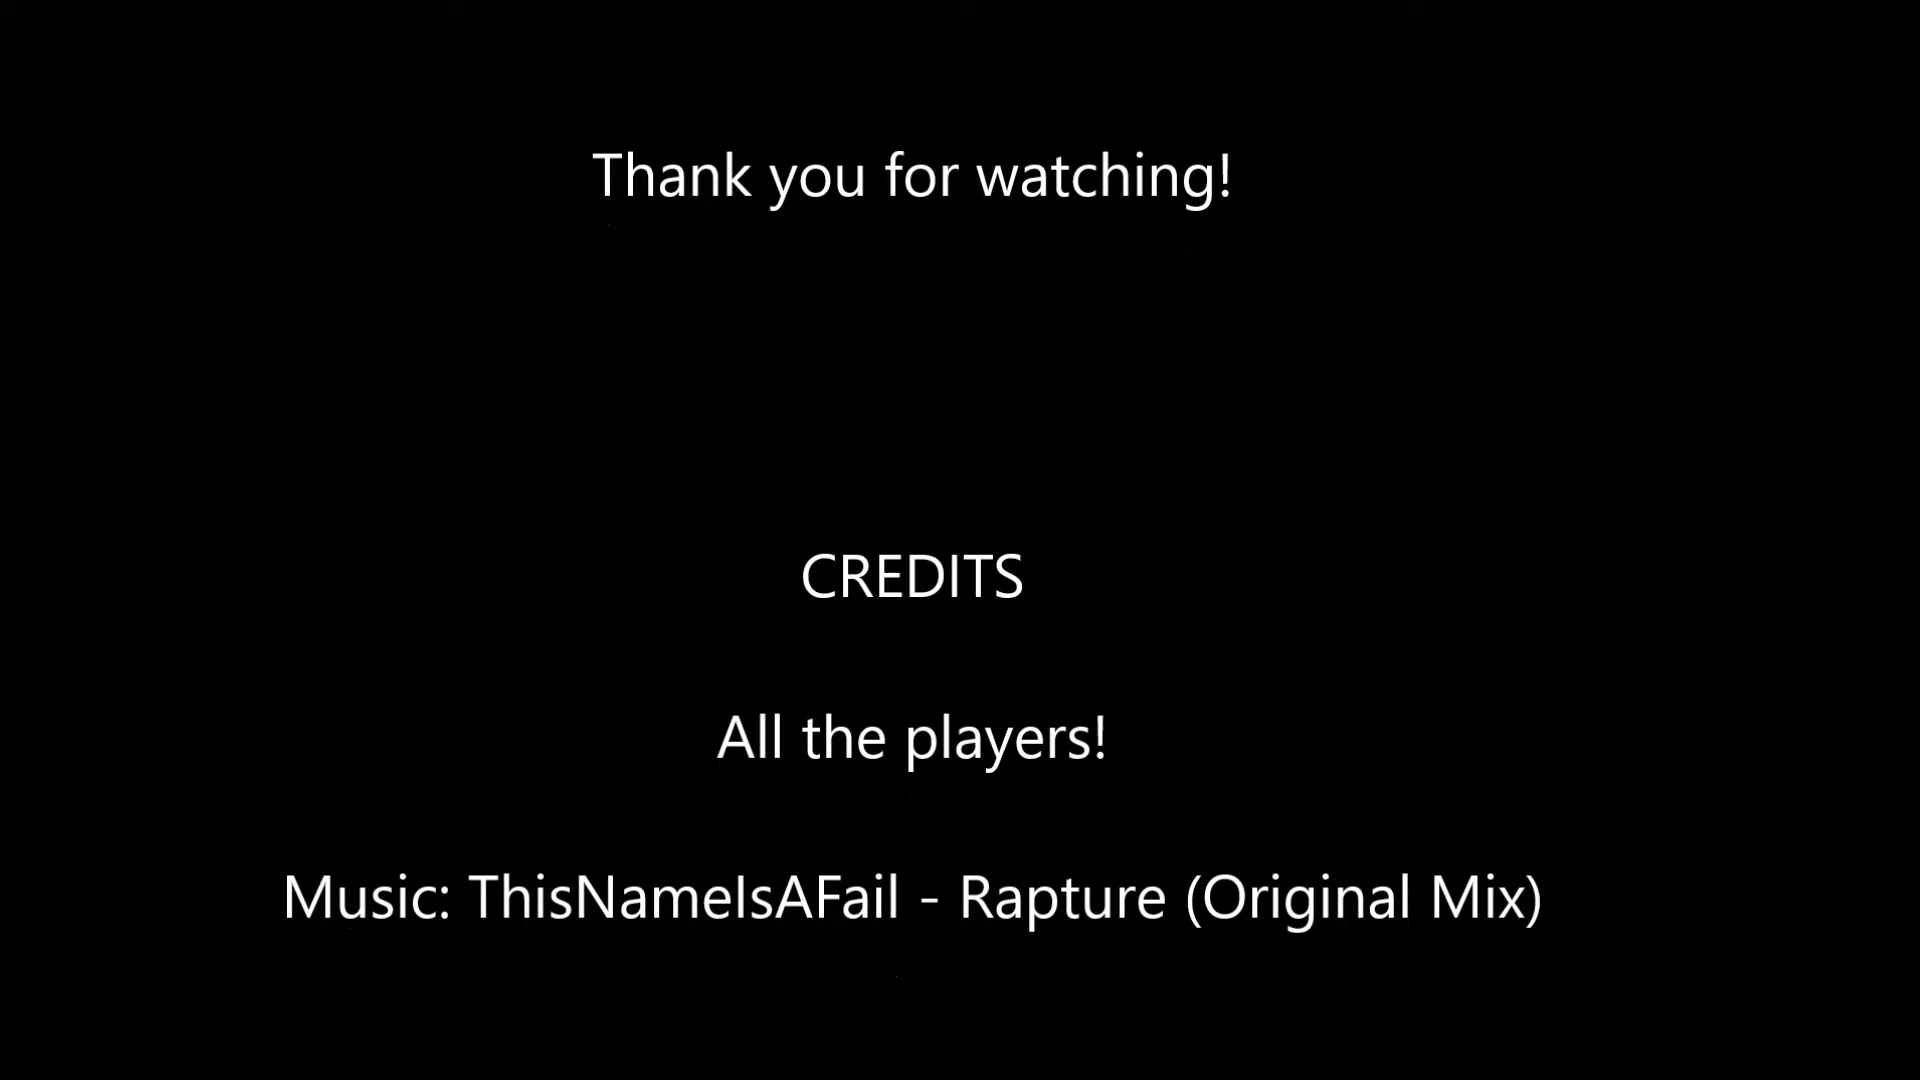 Thank you for watching!
CREDITS
All the players!
Music: ThisNameIsAFail - Rapture (Original Mix)